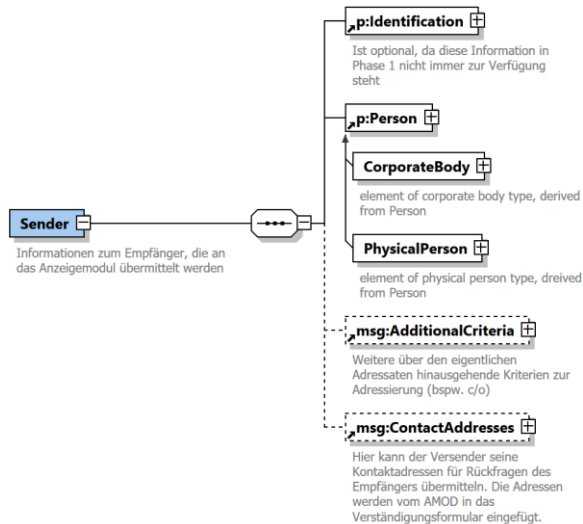 p:Identification
Ist optional, da diese Information in
Phase 1 nicht immer zur Verfügung
steht
p:Person
CorporateBody
element of corporate body type, derived
from Person
Sender
Informationen zum Empfänger, die an
das Anzeigemodul übermittelt werden
PhysicalPerson
element of physical person type, dreived
from Person
msg:AdditionalCriteria
Weitere über den eigentlichen
Adressaten hinausgehende Kriterien zur
Adressierung (bspw. c/o)
msg:ContactAddresses
Hier kann der Versender seine
Kontaktadressen für Rückfragen des
Empfängers übermitteln. Die Adressen
werden vom AMOD in das
Verständigungsformular eingefügt.